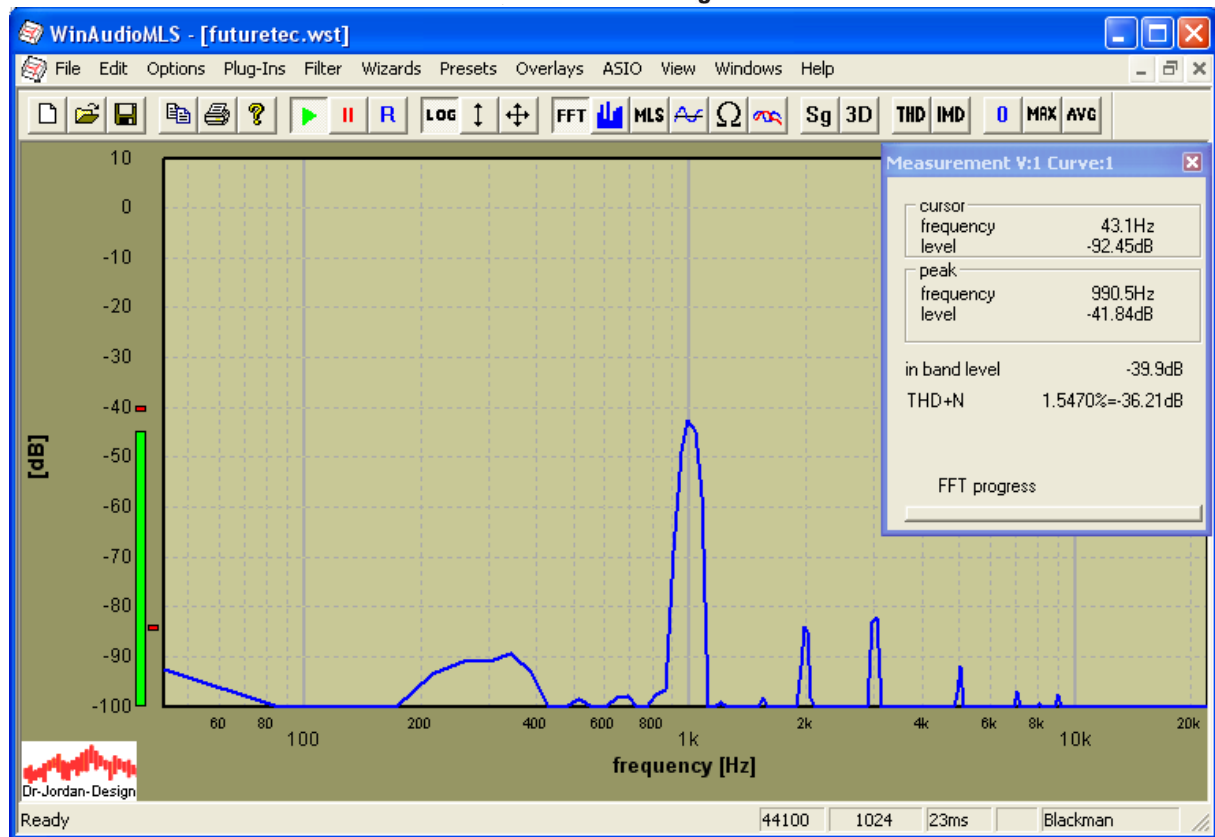 WinAudioMLS - [futuretec.wst]
File Edit Options Plug-Ins Filter Wizards Presets Overlays ASIO View Windows Help
R LOG FFT MLS Ω Sg 3D THD IMD 0 MAX AVG
Measurement V:1 Curve:1
cursor
frequency 43.1Hz
level -92.45dB
peak
frequency 990.5Hz
level -41.84dB
in band level -39.9dB
THD+N 1.5470%=-36.21dB
FFT progress
[dB]
10
0
-10
-20
-30
-40
-50
-60
-70
-80
-90
-100
60 80 100 200 400 600 800 1k 2k 4k 6k 8k 10k 20k
frequency [Hz]
Dr-Jordan-Design
Ready 44100 1024 23ms Blackman